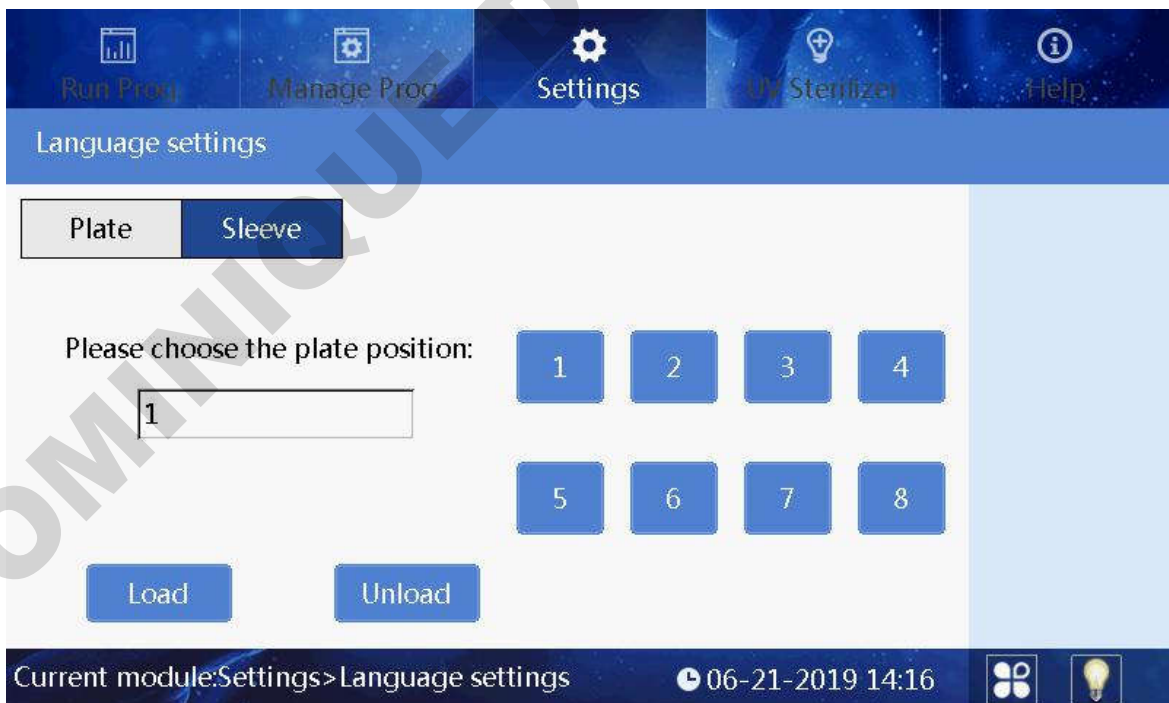 Run Prog.
Manage Prog.
Settings
UV Sterilizer
Help
Language settings
Plate
Sleeve
Please choose the plate position:
1
1
2
3
4
5
6
7
8
Load
Unload
Current module:Settings>Language settings
06-21-2019 14:16
OMINIQUE